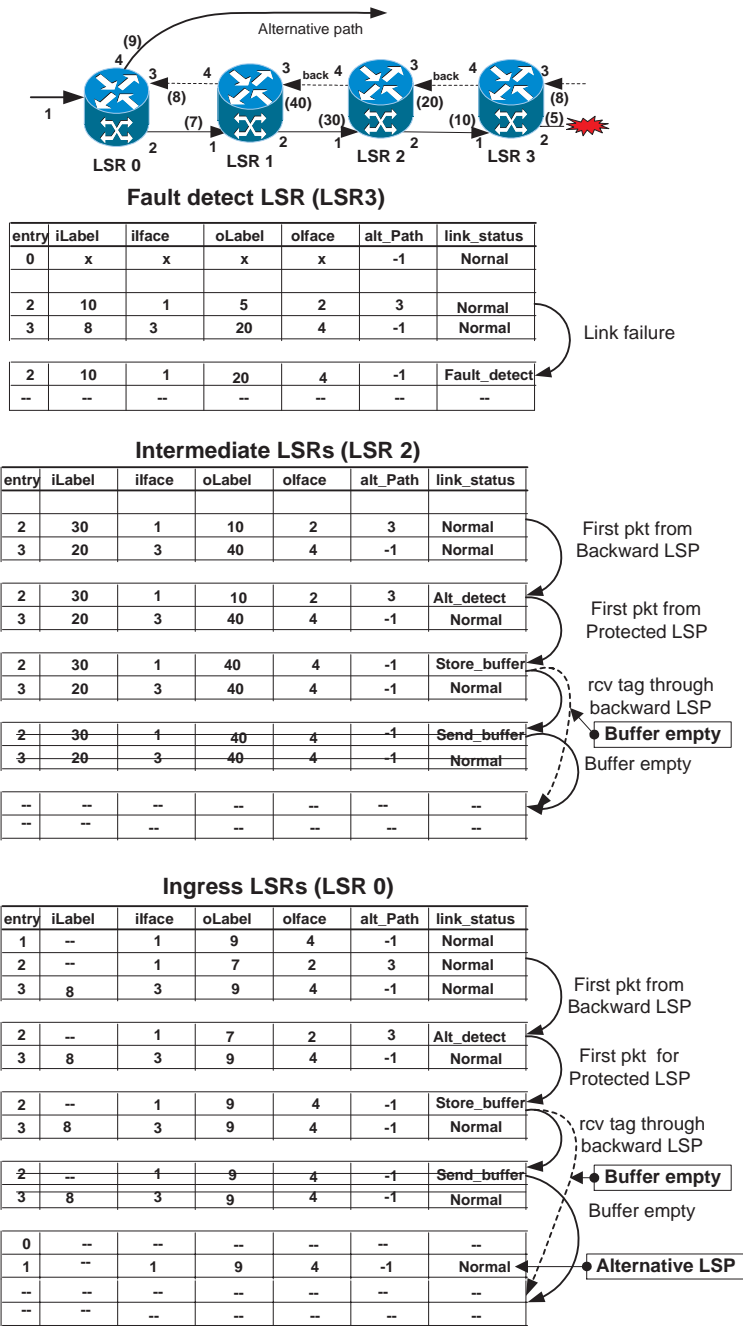 Alternative path
(9)
4 3 4 3 back 4 3 back 4 3
(8) (40) (20) (8)
1 (7) (30) (10) (5)
2 1 2 1 2 1 2
LSR 0 LSR 1 LSR 2 LSR 3
Fault detect LSR (LSR3)
entry iLabel iIface oLabel oIface alt_Path link_status
0 x x x x -1 Nornal
2 10 1 5 2 3 Normal
3 8 3 20 4 -1 Normal
Link failure
2 10 1 20 4 -1 Fault_detect
-- -- -- -- -- -- --
Intermediate LSRs (LSR 2)
entry iLabel iIface oLabel oIface alt_Path link_status
2 30 1 10 2 3 Normal
3 20 3 40 4 -1 Normal
First pkt from
Backward LSP
2 30 1 10 2 3 Alt_detect
3 20 3 40 4 -1 Normal
First pkt from
Protected LSP
2 30 1 40 4 -1 Store_buffer
3 20 3 40 4 -1 Normal
rcv tag through
backward LSP
Buffer empty
2 30 1 40 4 -1 Send_buffer
3 20 3 40 4 -1 Normal
Buffer empty
-- -- -- -- -- -- --
-- -- -- -- -- -- --
Ingress LSRs (LSR 0)
entry iLabel iIface oLabel oIface alt_Path link_status
1 -- 1 9 4 -1 Normal
2 -- 1 7 2 3 Normal
3 8 3 9 4 -1 Normal
First pkt from
Backward LSP
2 -- 1 7 2 3 Alt_detect
3 8 3 9 4 -1 Normal
First pkt for
Protected LSP
2 -- 1 9 4 -1 Store_buffer
3 8 3 9 4 -1 Normal
rcv tag through
backward LSP
Buffer empty
2 -- 1 9 4 -1 Send_buffer
3 8 3 9 4 -1 Normal
Buffer empty
0 -- -- -- -- -- --
1 -- 1 9 4 -1 Normal
Alternative LSP
-- -- -- -- -- -- --
-- -- -- -- -- -- --